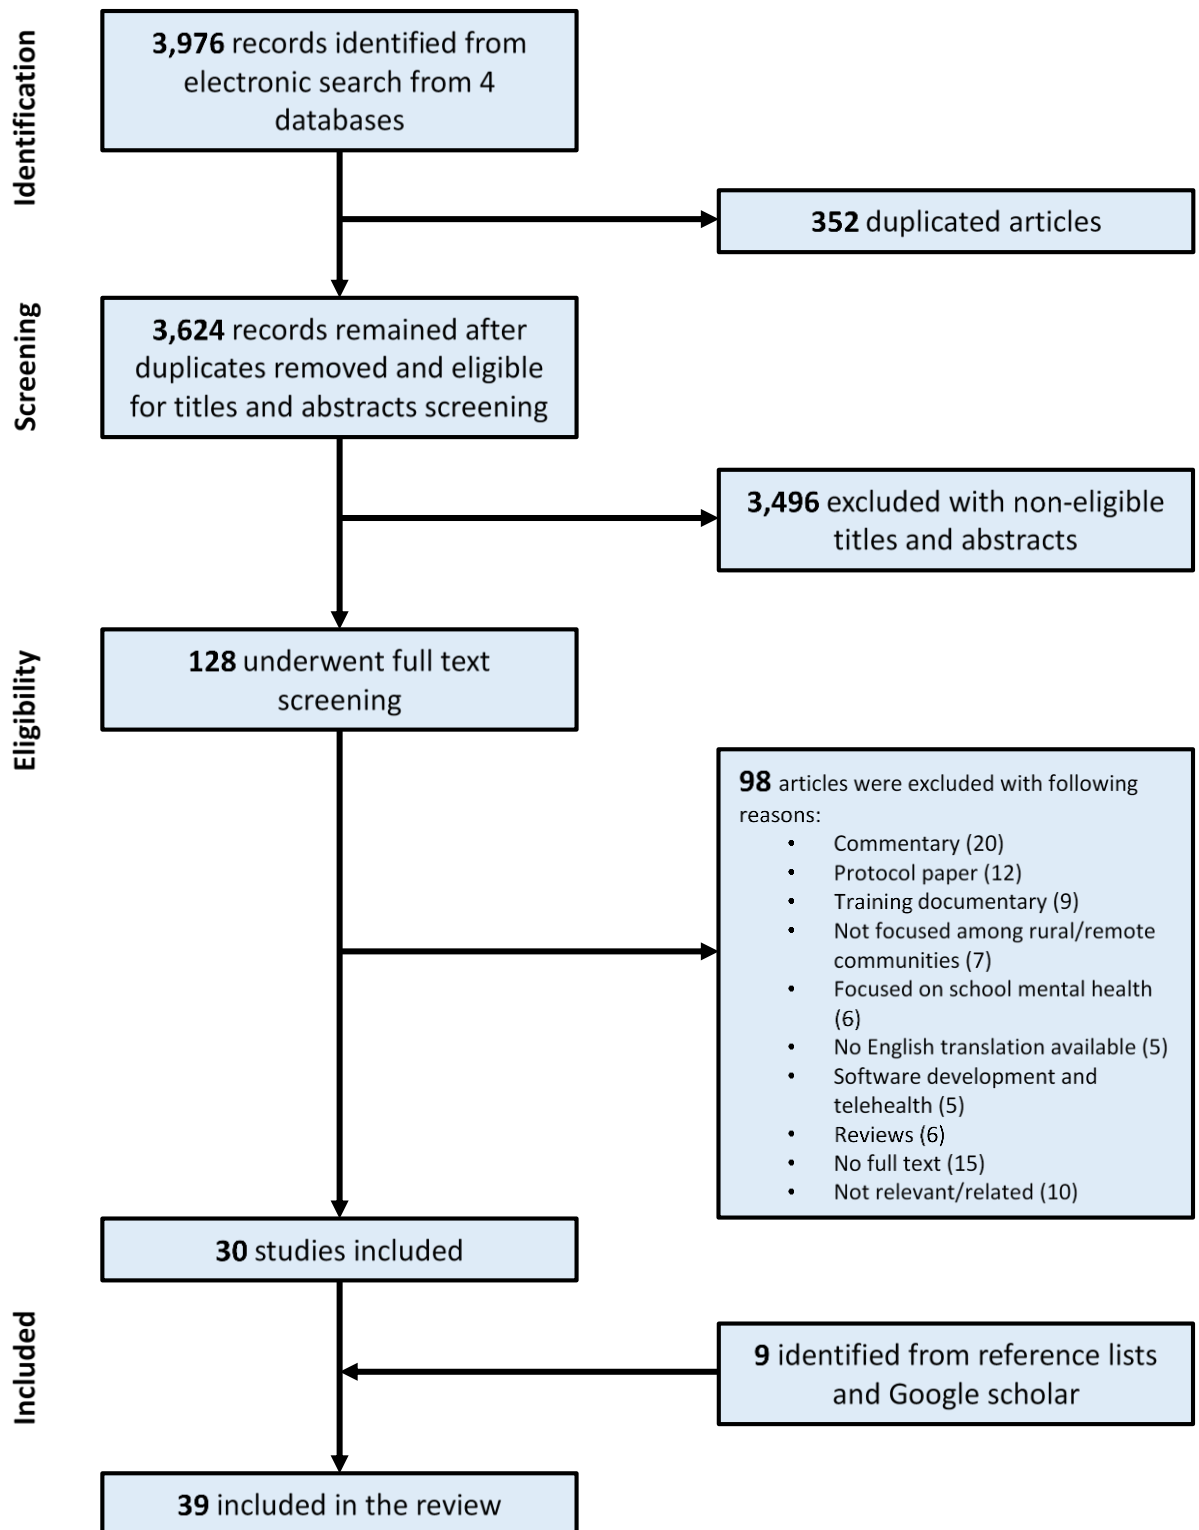 Identification
3,976 records identified from
electronic search from 4
databases
352 duplicated articles
Screening
3,624 records remained after
duplicates removed and eligible
for titles and abstracts screening
3,496 excluded with non-eligible
titles and abstracts
Eligibility
128 underwent full text
screening
98 articles were excluded with following
reasons:
• Commentary (20)
• Protocol paper (12)
• Training documentary (9)
• Not focused among rural/remote
communities (7)
• Focused on school mental health
(6)
• No English translation available (5)
• Software development and
telehealth (5)
• Reviews (6)
• No full text (15)
• Not relevant/related (10)
30 studies included
Included
9 identified from reference lists
and Google scholar
39 included in the review